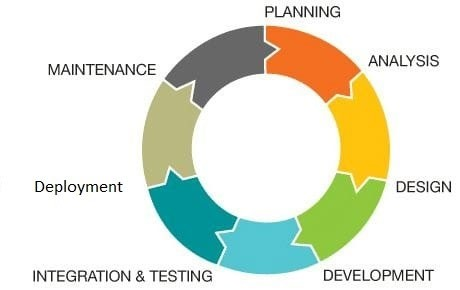 PLANNING
ANALYSIS
MAINTENANCE
Deployment
DESIGN
INTEGRATION & TESTING
DEVELOPMENT